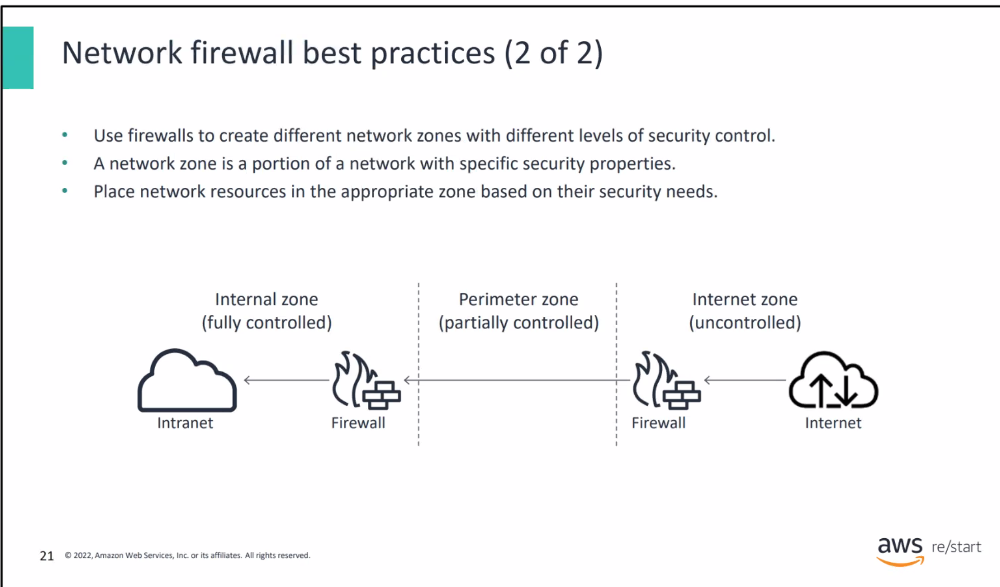 Network firewall best practices (2 of 2)
• Use firewalls to create different network zones with different levels of security control.
• A network zone is a portion of a network with specific security properties.
• Place network resources in the appropriate zone based on their security needs.
Internal zone
(fully controlled)
Perimeter zone
(partially controlled)
Internet zone
(uncontrolled)
Intranet
Firewall
Firewall
Internet
21
© 2022, Amazon Web Services, Inc. or its affiliates. All rights reserved.
aws re/start